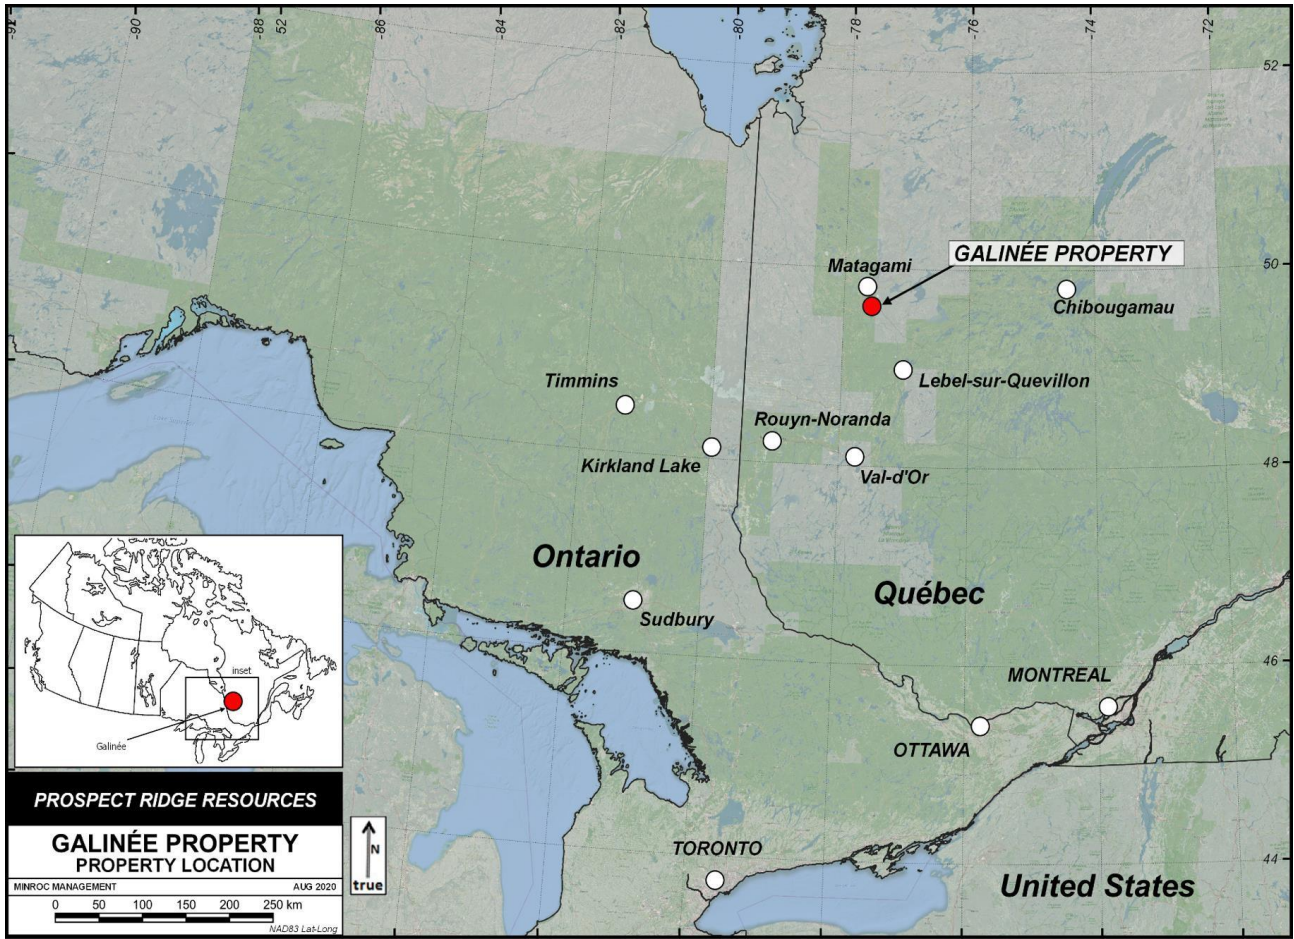 -92
-90
-88
52
-86
-84
-82
-80
-78
-76
-74
-72
52
50
48
46
44
GALINÉE PROPERTY
Matagami
Chibougamau
Lebel-sur-Quevillon
Timmins
Rouyn-Noranda
Kirkland Lake
Val-d'Or
Ontario
Québec
Sudbury
MONTREAL
OTTAWA
TORONTO
United States
inset
Galinée
PROSPECT RIDGE RESOURCES
GALINÉE PROPERTY
PROPERTY LOCATION
MINROC MANAGEMENT AUG 2020
0 50 100 150 200 250 km
NAD83 Lat-Long
N
true